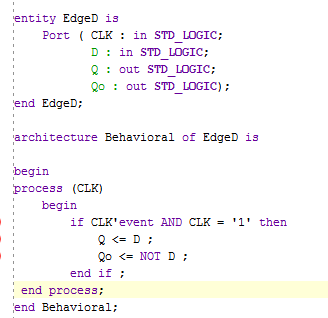 entity EdgeD is
Port ( CLK : in STD_LOGIC;
D : in STD_LOGIC;
Q : out STD_LOGIC;
Qo : out STD_LOGIC);
end EdgeD;
architecture Behavioral of EdgeD is
begin
process (CLK)
begin
if CLK'event AND CLK = '1' then
Q <= D ;
Qo <= NOT D ;
end if ;
end process;
end Behavioral;